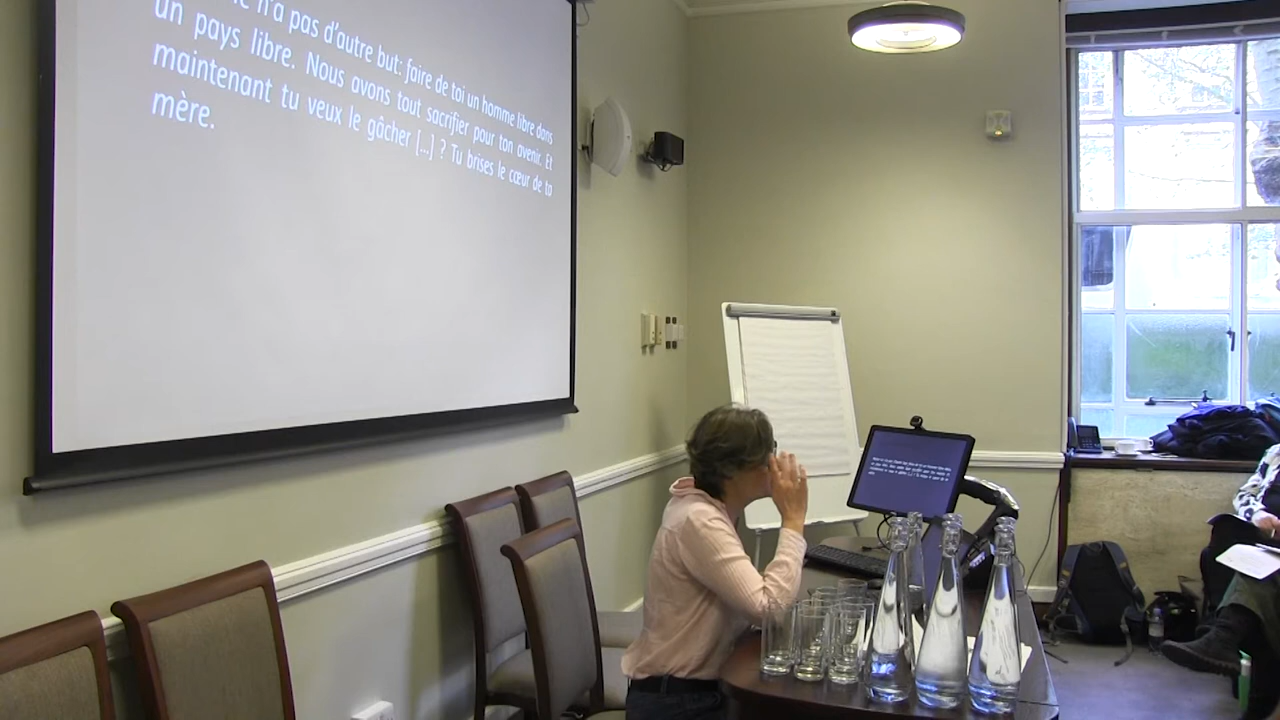 n'a pas d'autre but: faire de toi un homme libre dans
un pays libre. Nous avons tout sacrifier pour ton avenir. Et
maintenant tu veux le gâcher [...] ? Tu brises le cœur de ta
mère.